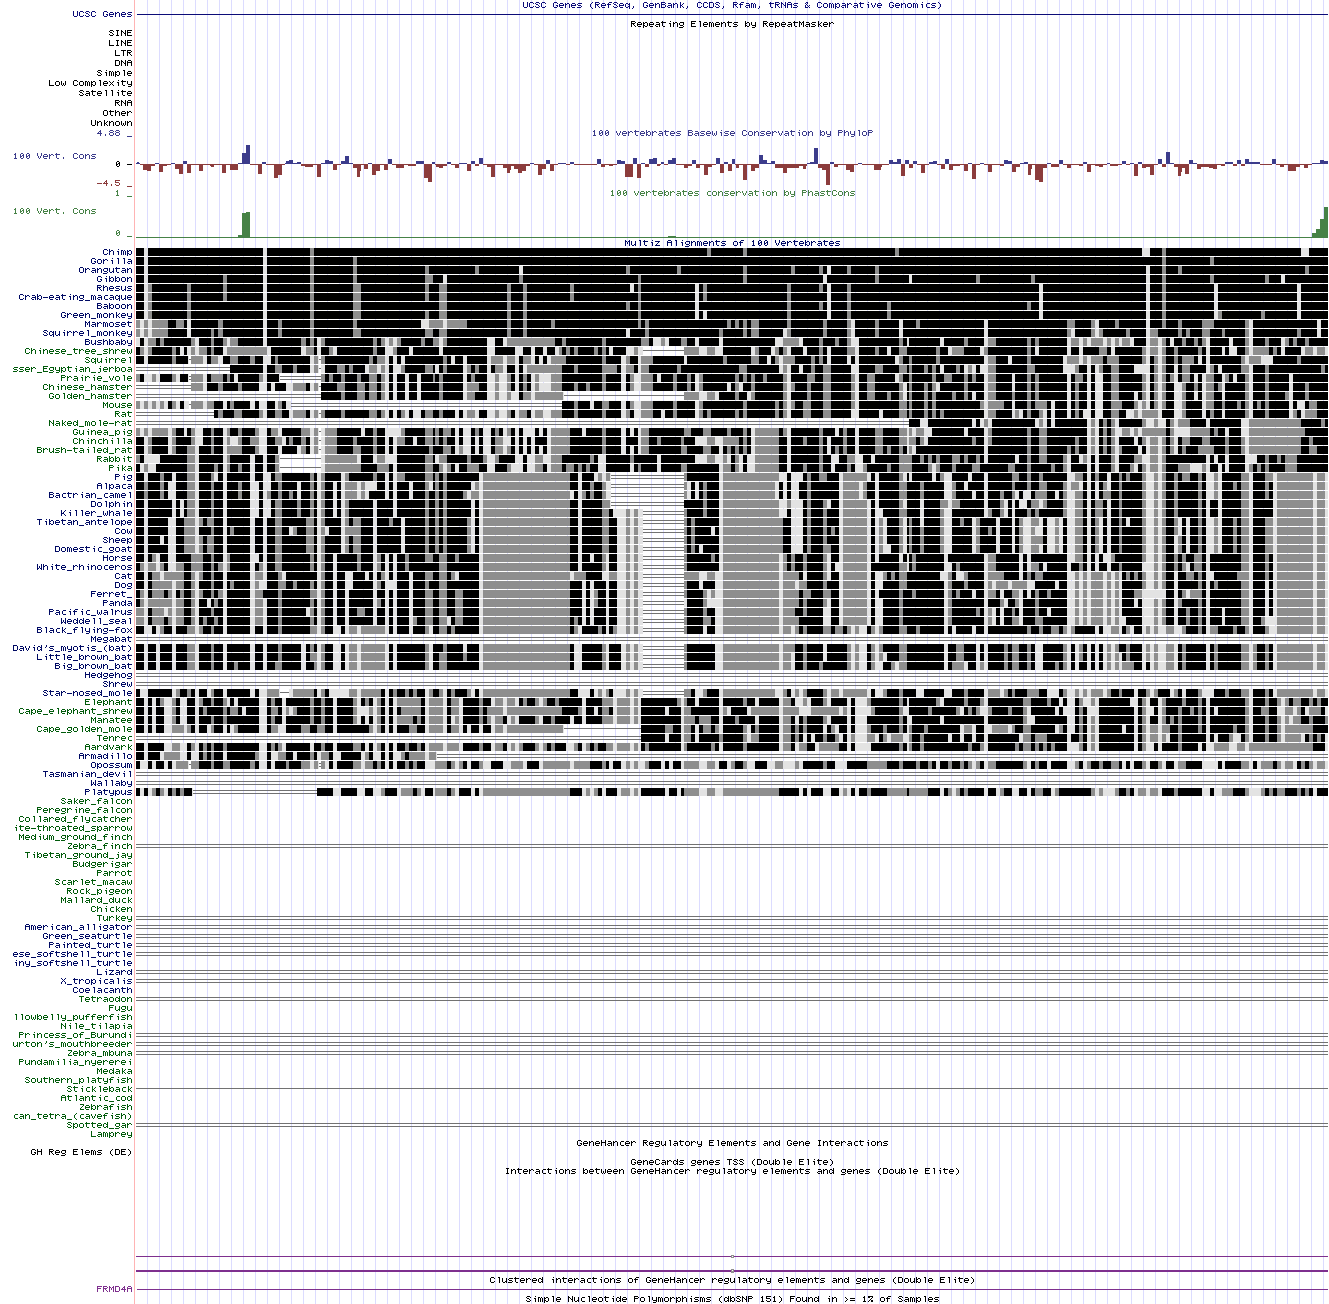 UCSC Genes (RefSeq, GenBank, CCDS, Rfam, tRNAs & Comparative Genomics)
UCSC Genes
Repeating Elements by RepeatMasker
SINE
LINE
LTR
DNA
Simple
Low Complexity
Satellite
RNA
Other
Unknown
4.88 _
100 vertebrates Basewise Conservation by PhyloP
100 Vert. Cons
0 -
-4.5 _
100 vertebrates conservation by PhastCons
1 _
100 Vert. Cons
0 _
Multiz Alignments of 100 Vertebrates
Chimp
Gorilla
Orangutan
Gibbon
Rhesus
Crab-eating_macaque
Baboon
Green_monkey
Marmoset
Squirrel_monkey
Bushbaby
Chinese_tree_shrew
Squirrel
sser_Egyptian_jerboa
Prairie_vole
Chinese_hamster
Golden_hamster
Mouse
Rat
Naked_mole-rat
Guinea_pig
Chinchilla
Brush-tailed_rat
Rabbit
Pika
Pig
Alpaca
Bactrian_camel
Dolphin
Killer_whale
Tibetan_antelope
Cow
Sheep
Domestic_goat
Horse
White_rhinoceros
Cat
Dog
Ferret_
Panda
Pacific_walrus
Weddell_seal
Black_flying-fox
Megabat
David's_myotis_(bat)
Little_brown_bat
Big_brown_bat
Hedgehog
Shrew
Star-nosed_mole
Elephant
Cape_elephant_shrew
Manatee
Cape_golden_mole
Tenrec
Aardvark
Armadillo
Opossum
Tasmanian_devil
Wallaby
Platypus
Saker_falcon
Peregrine_falcon
Collared_flycatcher
ite-throated_sparrow
Medium_ground_finch
Zebra_finch
Tibetan_ground_jay
Budgerigar
Parrot
Scarlet_macaw
Rock_pigeon
Mallard_duck
Chicken
Turkey
American_alligator
Green_seaturtle
Painted_turtle
ese_softshell_turtle
iny_softshell_turtle
Lizard
X_tropicalis
Coelacanth
Tetraodon
Fugu
llowbelly_pufferfish
Nile_tilapia
Princess_of_Burundi
urton's_mouthbreeder
Zebra_mbuna
Pundamilia_nyererei
Medaka
Southern_platyfish
Stickleback
Atlantic_cod
Zebrafish
can_tetra_(cavefish)
Spotted_gar
Lamprey
GeneHancer Regulatory Elements and Gene Interactions
GH Reg Elems (DE)
GeneCards genes TSS (Double Elite)
Interactions between GeneHancer regulatory elements and genes (Double Elite)
Clustered interactions of GeneHancer regulatory elements and genes (Double Elite)
FRMD4A
Simple Nucleotide Polymorphisms (dbSNP 151) Found in >= 1% of Samples